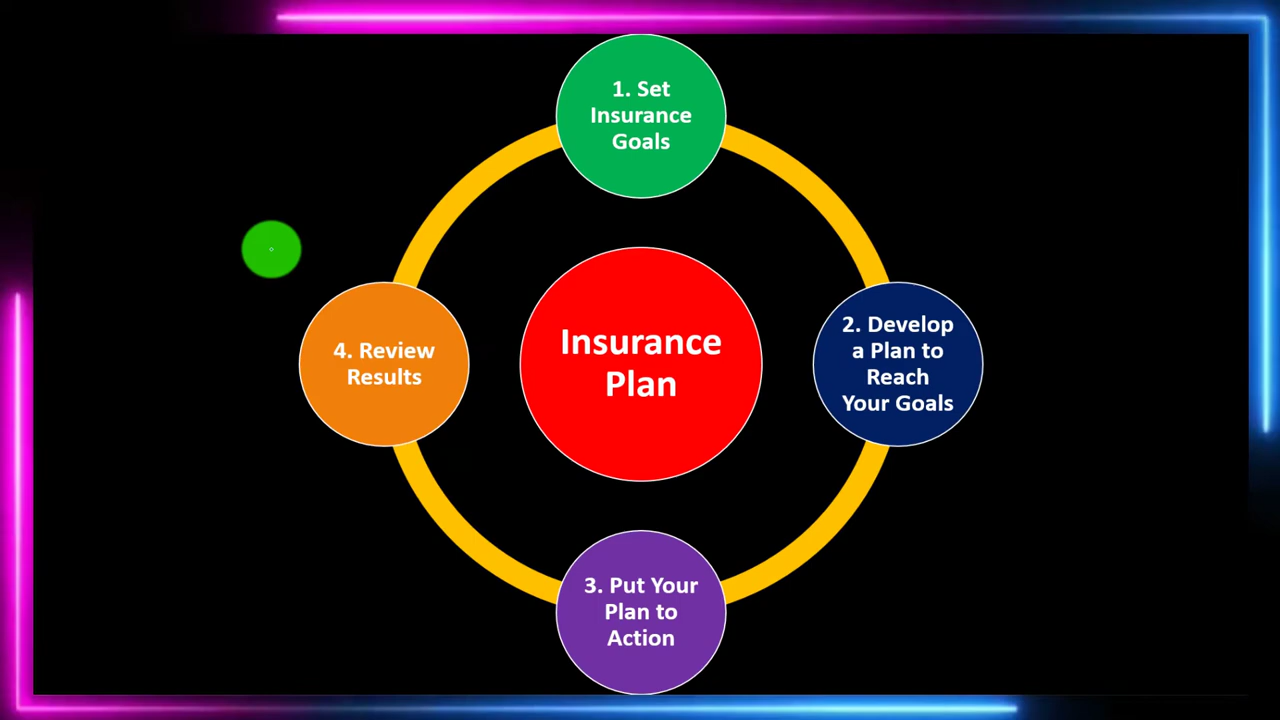 1. Set
Insurance
Goals
Insurance
Plan
2. Develop
a Plan to
Reach
Your Goals
3. Put Your
Plan to
Action
4. Review
Results